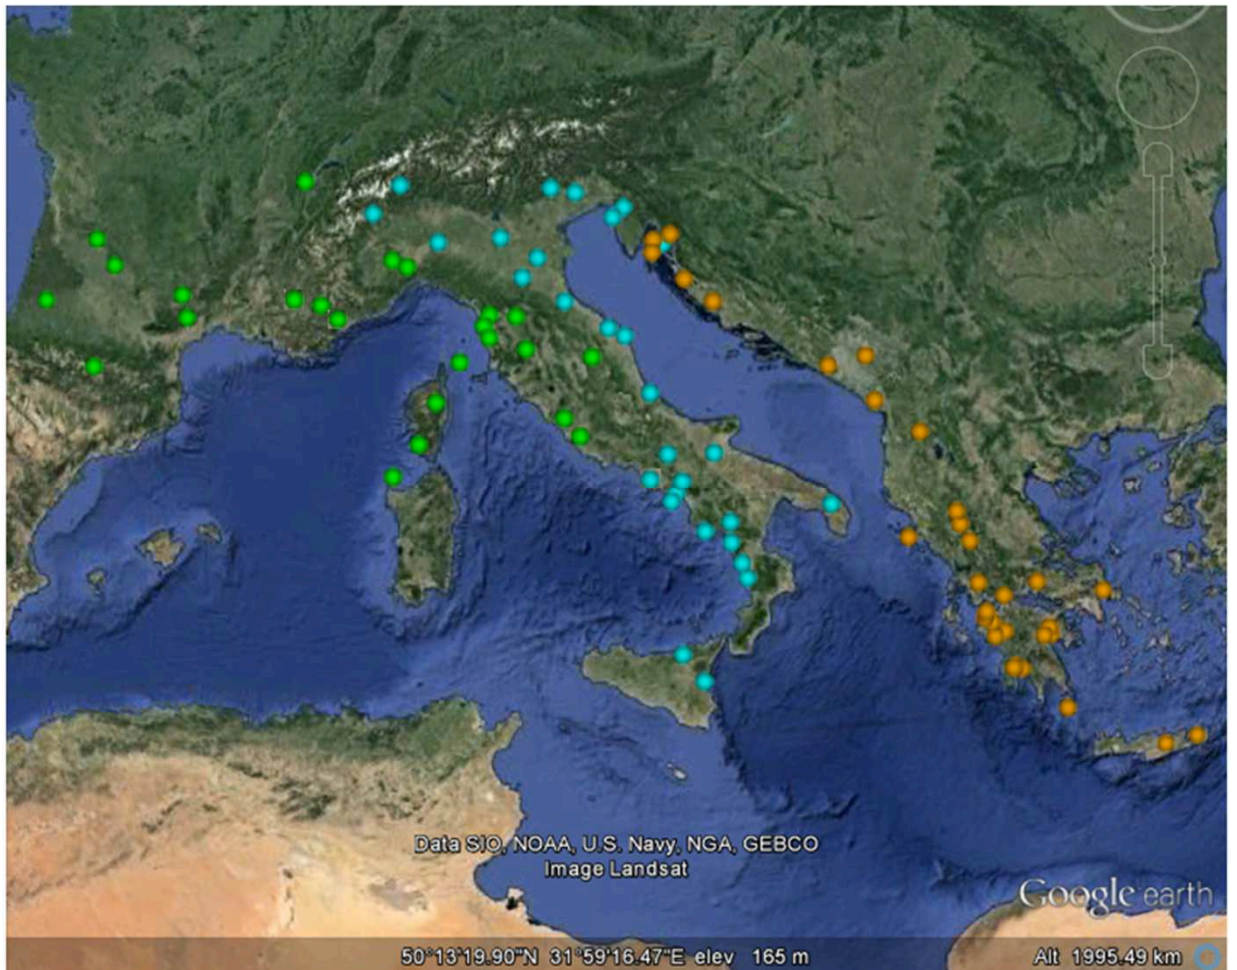 Data SIO, NOAA, U.S. Navy, NGA, GEBCO
Image Landsat
Google earth
50°13'19.90"N 31°59'16.47"E elev 165 m
Alt 1995.49 km